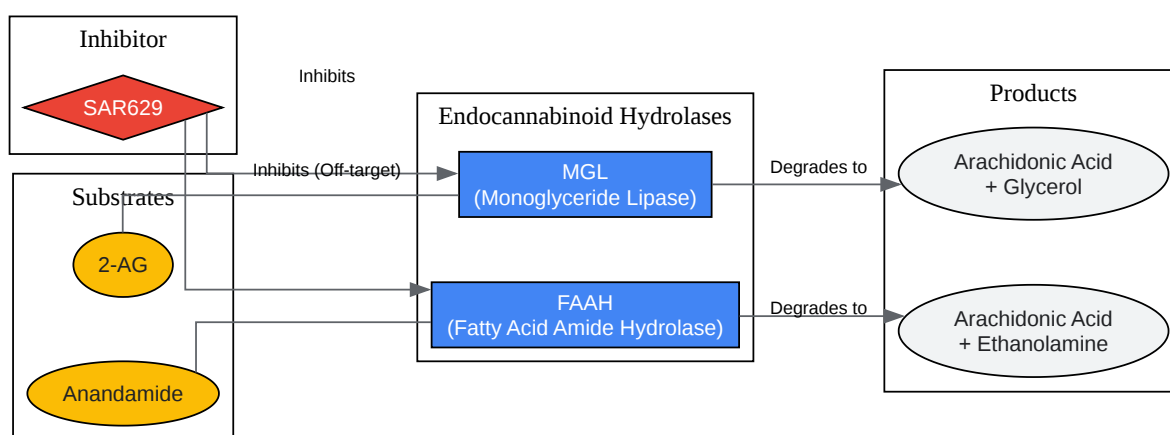 Inhibitor
SAR629
Inhibits
Inhibits (Off-target)
Substrates
2-AG
Anandamide
Endocannabinoid Hydrolases
MGL
(Monoglyceride Lipase)
FAAH
(Fatty Acid Amide Hydrolase)
Degrades to
Degrades to
Products
Arachidonic Acid
+ Glycerol
Arachidonic Acid
+ Ethanolamine